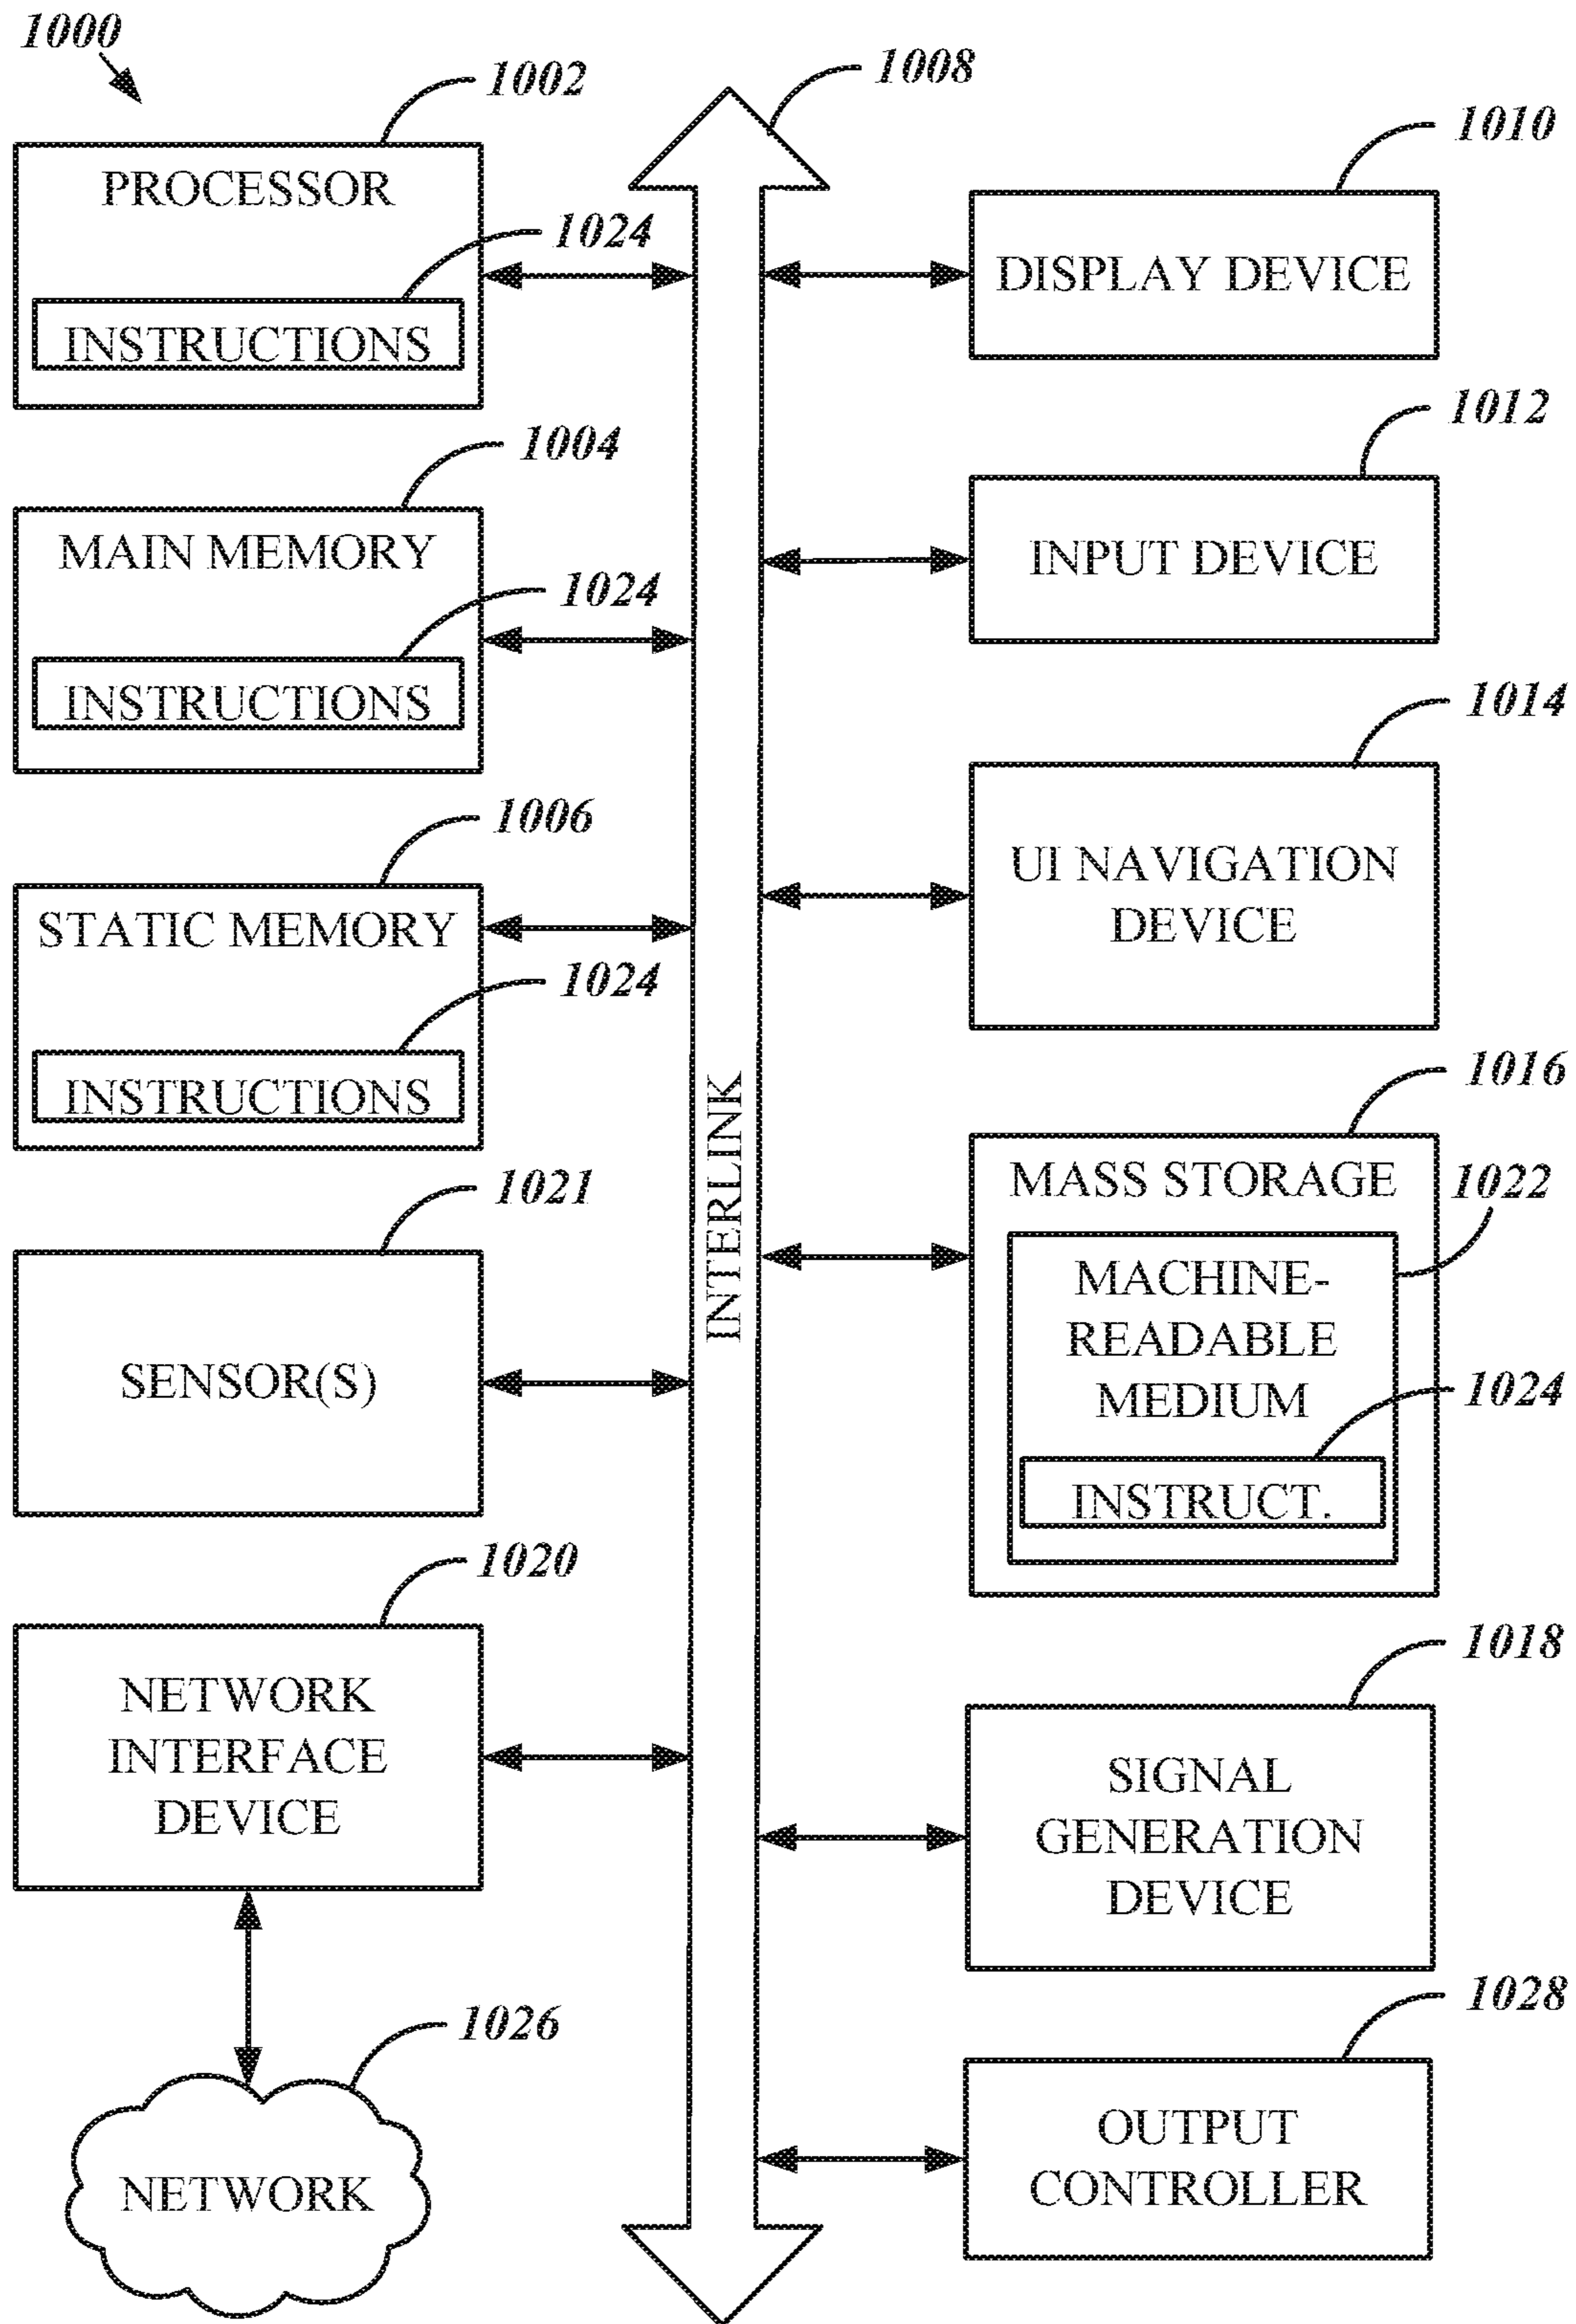 1000
1002
PROCESSOR
1024
INSTRUCTIONS
1004
MAIN MEMORY
1024
INSTRUCTIONS
1006
STATIC MEMORY
1024
INSTRUCTIONS
1021
SENSOR(S)
1020
NETWORK
INTERFACE
DEVICE
1026
NETWORK
1008
INTERLINK
1010
DISPLAY DEVICE
1012
INPUT DEVICE
1014
UI NAVIGATION
DEVICE
1016
MASS STORAGE
1022
MACHINE-
READABLE
MEDIUM
1024
INSTRUCT.
1018
SIGNAL
GENERATION
DEVICE
1028
OUTPUT
CONTROLLER